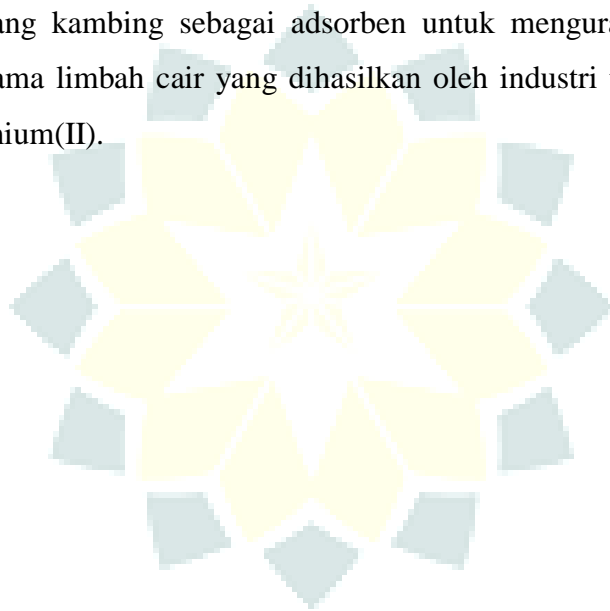 ang kambing sebagai adsorben untuk mengura
ama limbah cair yang dihasilkan oleh industri
nium(II).